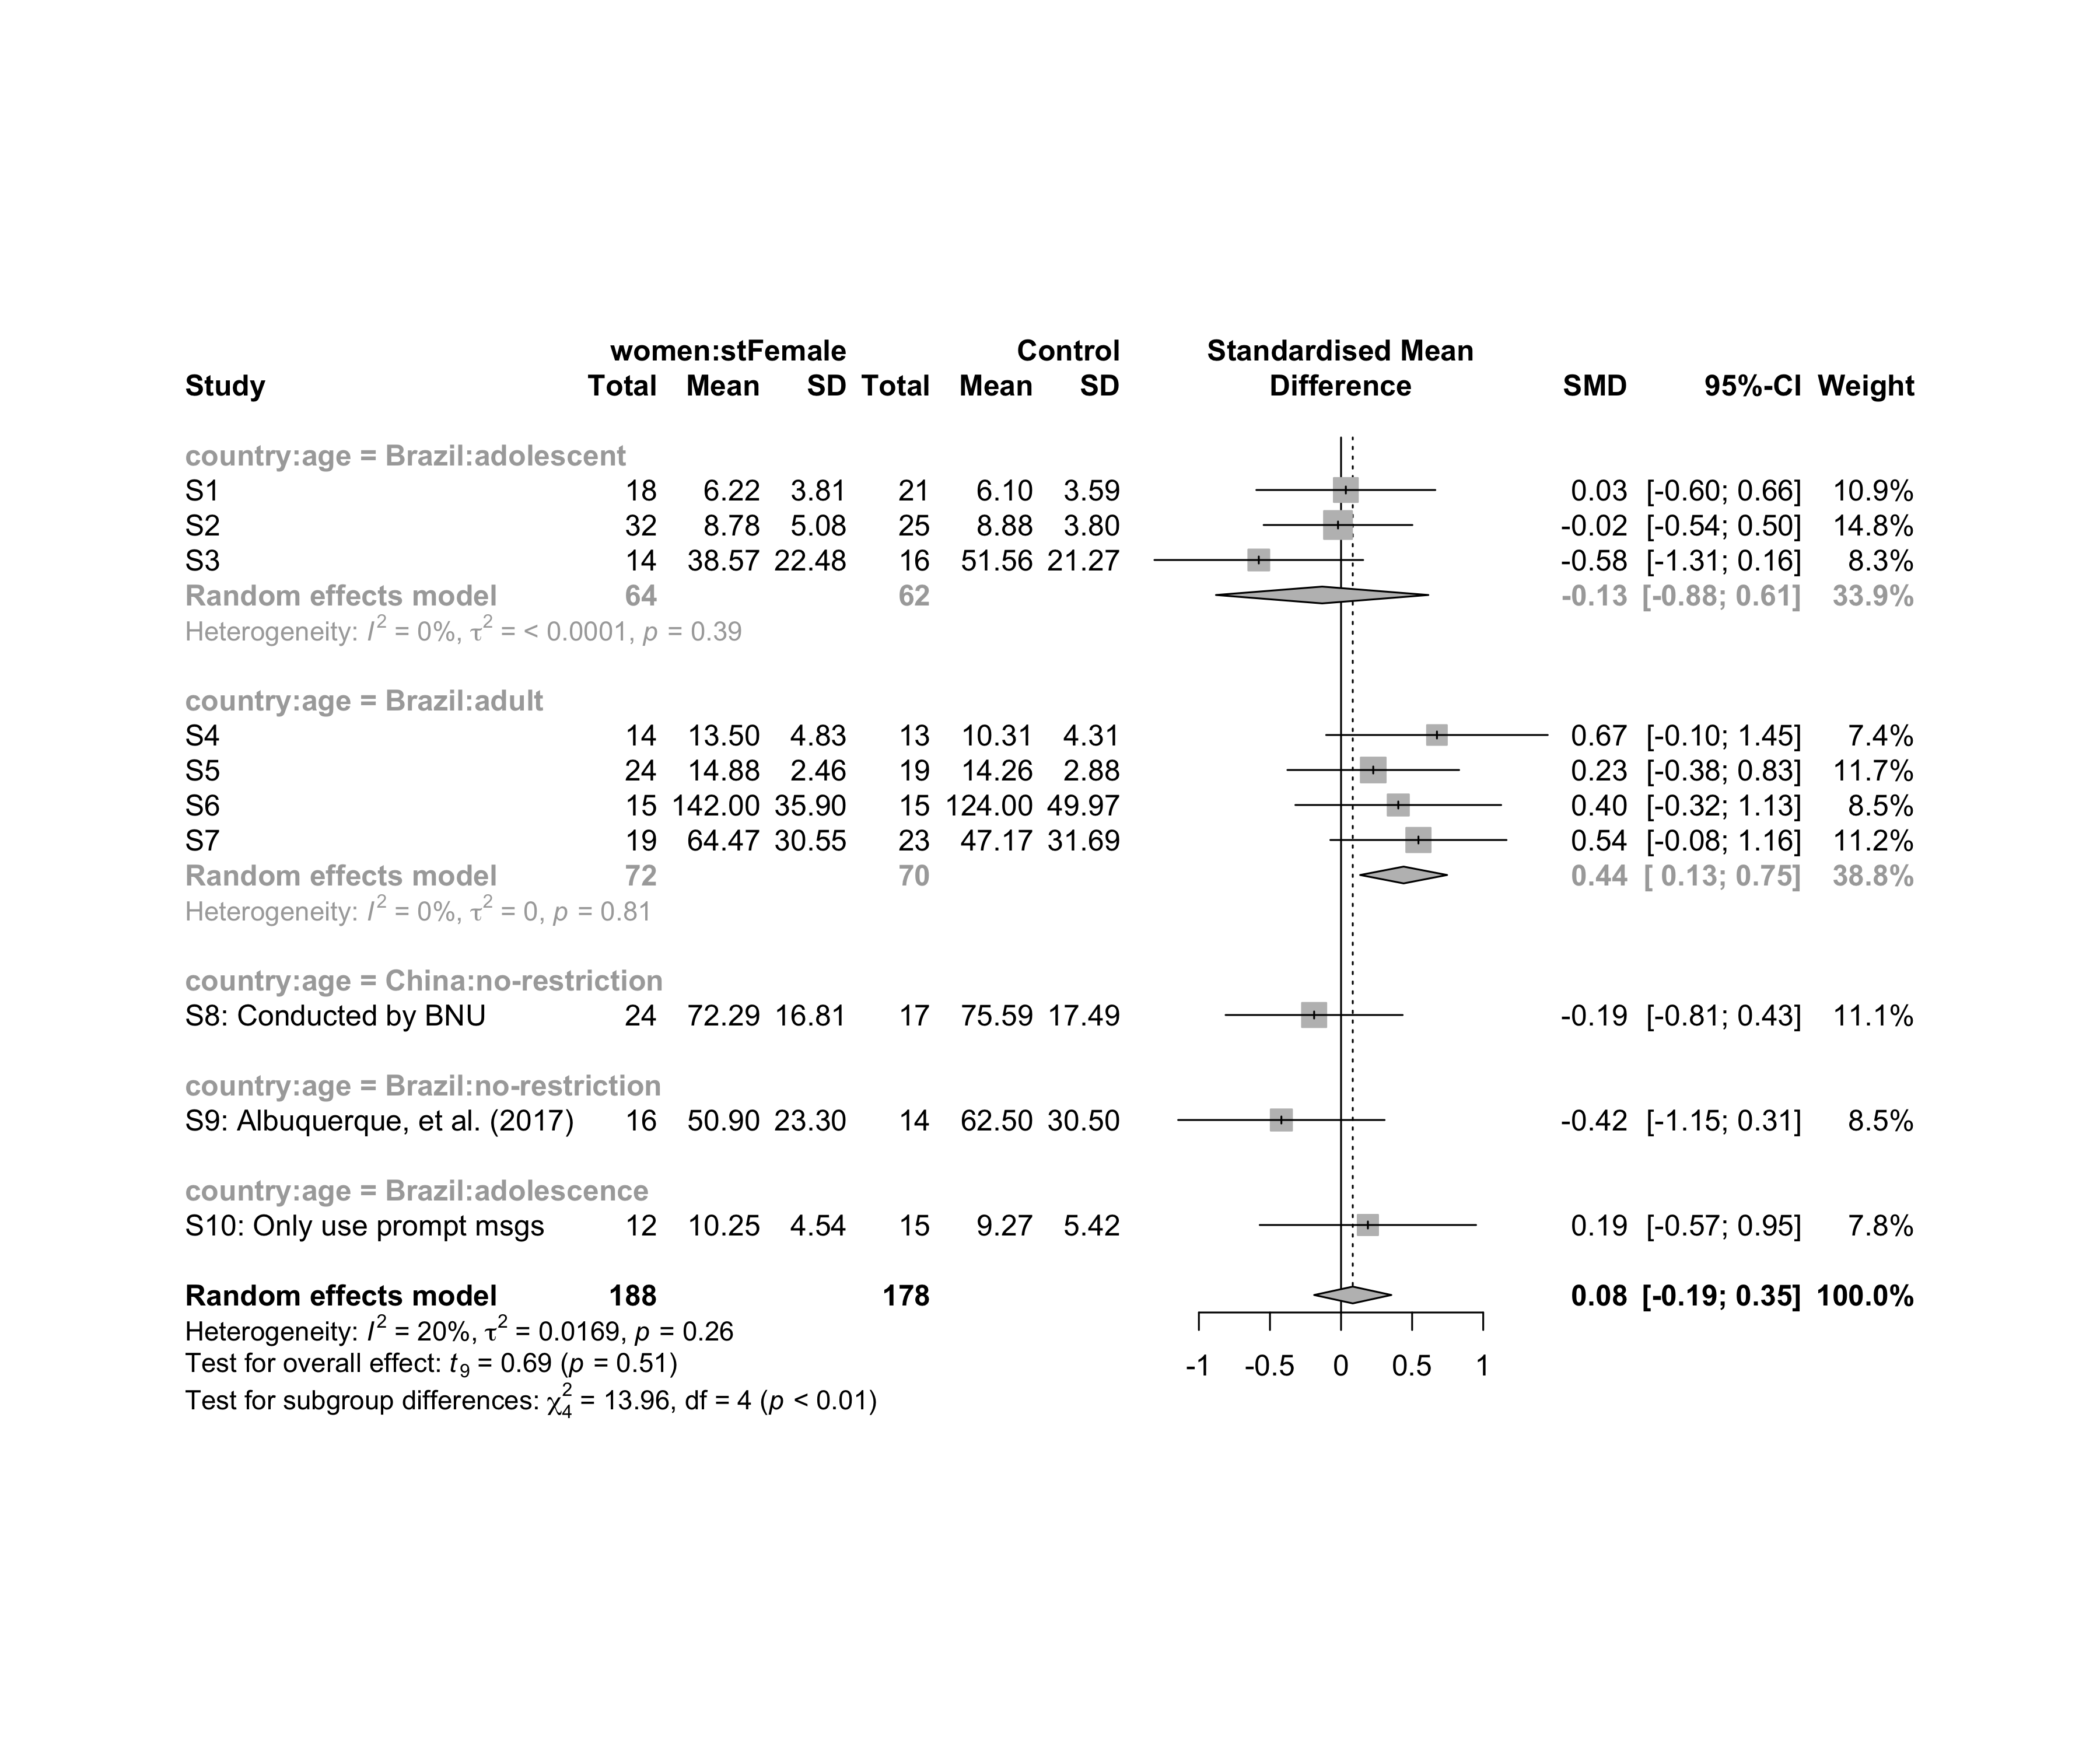 women:stFemale Control Standardised Mean
Study Total Mean SD Total Mean SD Difference SMD 95%-CI Weight
country:age = Brazil:adolescent
S1 18 6.22 3.81 21 6.10 3.59 0.03 [-0.60; 0.66] 10.9%
S2 32 8.78 5.08 25 8.88 3.80 -0.02 [-0.54; 0.50] 14.8%
S3 14 38.57 22.48 16 51.56 21.27 -0.58 [-1.31; 0.16] 8.3%
Random effects model 64 62 -0.13 [-0.88; 0.61] 33.9%
Heterogeneity: I² = 0%, τ² = < 0.0001, p = 0.39
country:age = Brazil:adult
S4 14 13.50 4.83 13 10.31 4.31 0.67 [-0.10; 1.45] 7.4%
S5 24 14.88 2.46 19 14.26 2.88 0.23 [-0.38; 0.83] 11.7%
S6 15 142.00 35.90 15 124.00 49.97 0.40 [-0.32; 1.13] 8.5%
S7 19 64.47 30.55 23 47.17 31.69 0.54 [-0.08; 1.16] 11.2%
Random effects model 72 70 0.44 [ 0.13; 0.75] 38.8%
Heterogeneity: I² = 0%, τ² = 0, p = 0.81
country:age = China:no-restriction
S8: Conducted by BNU 24 72.29 16.81 17 75.59 17.49 -0.19 [-0.81; 0.43] 11.1%
country:age = Brazil:no-restriction
S9: Albuquerque, et al. (2017) 16 50.90 23.30 14 62.50 30.50 -0.42 [-1.15; 0.31] 8.5%
country:age = Brazil:adolescence
S10: Only use prompt msgs 12 10.25 4.54 15 9.27 5.42 0.19 [-0.57; 0.95] 7.8%
Random effects model 188 178 0.08 [-0.19; 0.35] 100.0%
Heterogeneity: I² = 20%, τ² = 0.0169, p = 0.26
Test for overall effect: t₉ = 0.69 (p = 0.51)
-1 -0.5 0 0.5 1
Test for subgroup differences: χ²₄ = 13.96, df = 4 (p < 0.01)